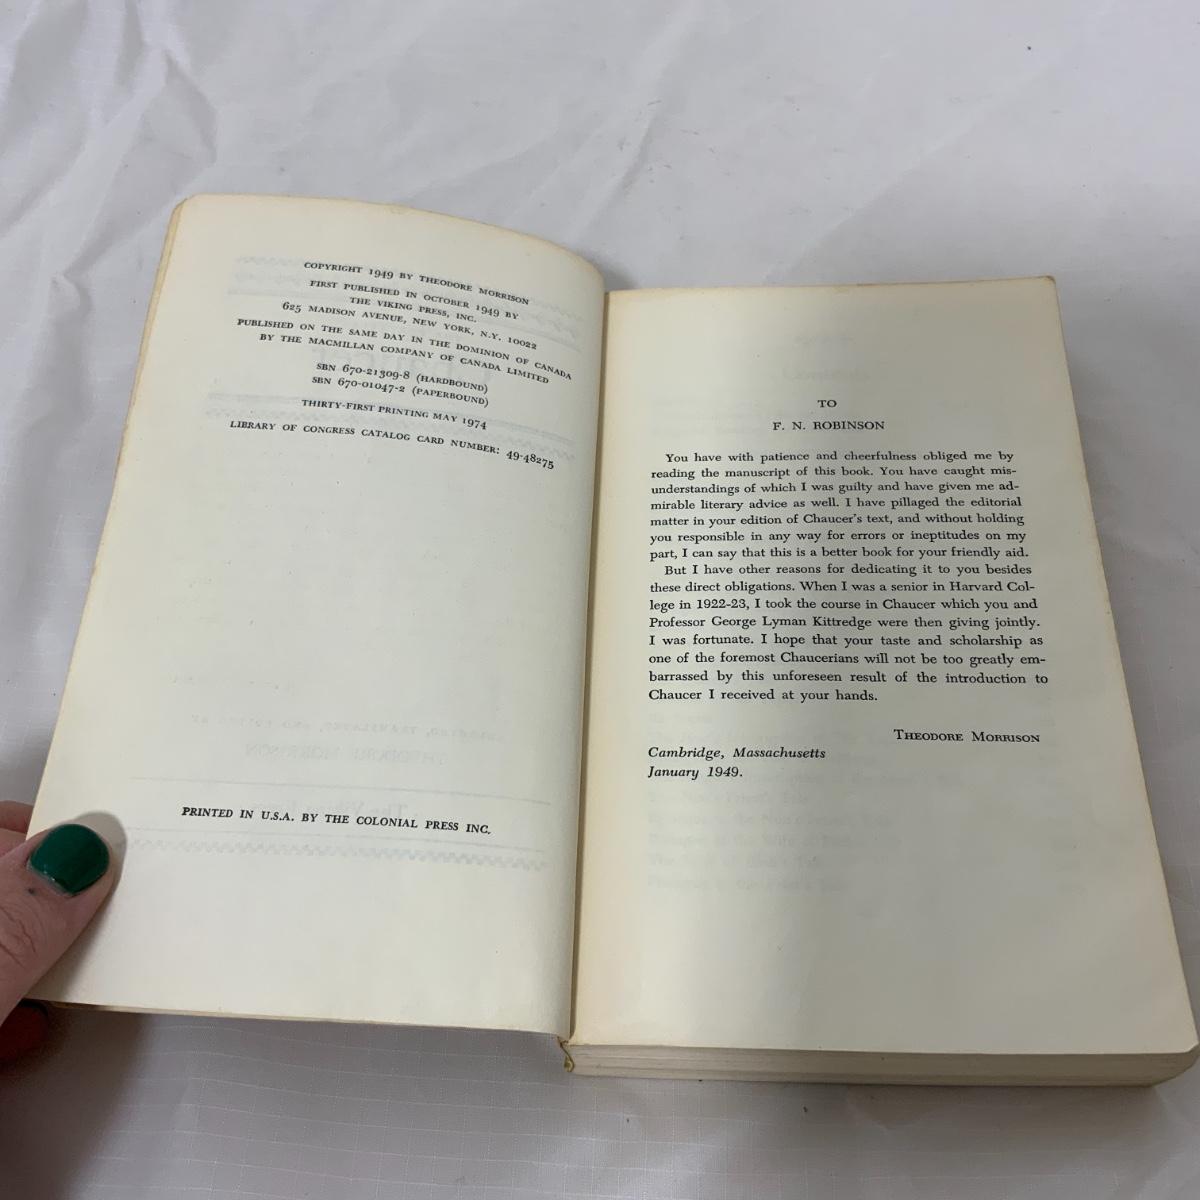 COPYRIGHT 1949 BY THEODORE MORRISON
FIRST PUBLISHED IN OCTOBER 1949 BY
THE VIKING PRESS, INC.
625 MADISON AVENUE, NEW YORK, N.Y. 10022
PUBLISHED ON THE SAME DAY IN THE DOMINION OF CANADA
BY THE MACMILLAN COMPANY OF CANADA LIMITED
SBN 670-21309-8 (HARDBOUND)
SBN 670-01047-2 (PAPERBOUND)
THIRTY-FIRST PRINTING MAY 1974
LIBRARY OF CONGRESS CATALOG CARD NUMBER: 49-48275
PRINTED IN U.S.A. BY THE COLONIAL PRESS INC.
TO
F. N. ROBINSON
You have with patience and cheerfulness obliged me by
reading the manuscript of this book. You have caught mis-
understandings of which I was guilty and have given me ad-
mirable literary advice as well. I have pillaged the editorial
matter in your edition of Chaucer's text, and without holding
you responsible in any way for errors or ineptitudes on my
part, I can say that this is a better book for your friendly aid.
But I have other reasons for dedicating it to you besides
these direct obligations. When I was a senior in Harvard Col-
lege in 1922-23, I took the course in Chaucer which you and
Professor George Lyman Kittredge were then giving jointly.
I was fortunate. I hope that your taste and scholarship as
one of the foremost Chaucerians will not be too greatly em-
barrassed by this unforeseen result of the introduction to
Chaucer I received at your hands.
THEODORE MORRISON
Cambridge, Massachusetts
January 1949.